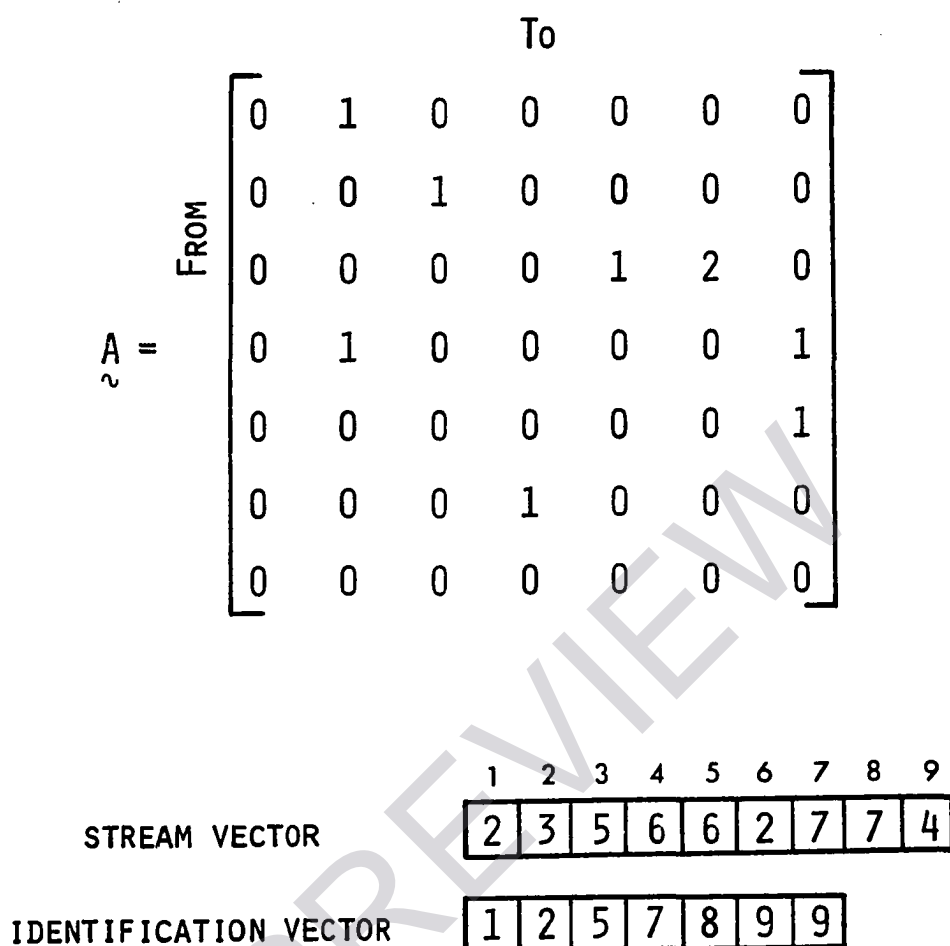 To
0 1 0 0 0 0 0
0 0 1 0 0 0 0
0 0 0 0 1 2 0
0 1 0 0 0 0 1
0 0 0 0 0 0 1
0 0 0 1 0 0 0
0 0 0 0 0 0 0
FROM
A =
~
1 2 3 4 5 6 7 8 9
STREAM VECTOR 2 3 5 6 6 2 7 7 4
IDENTIFICATION VECTOR 1 2 5 7 8 9 9
PREVIEW